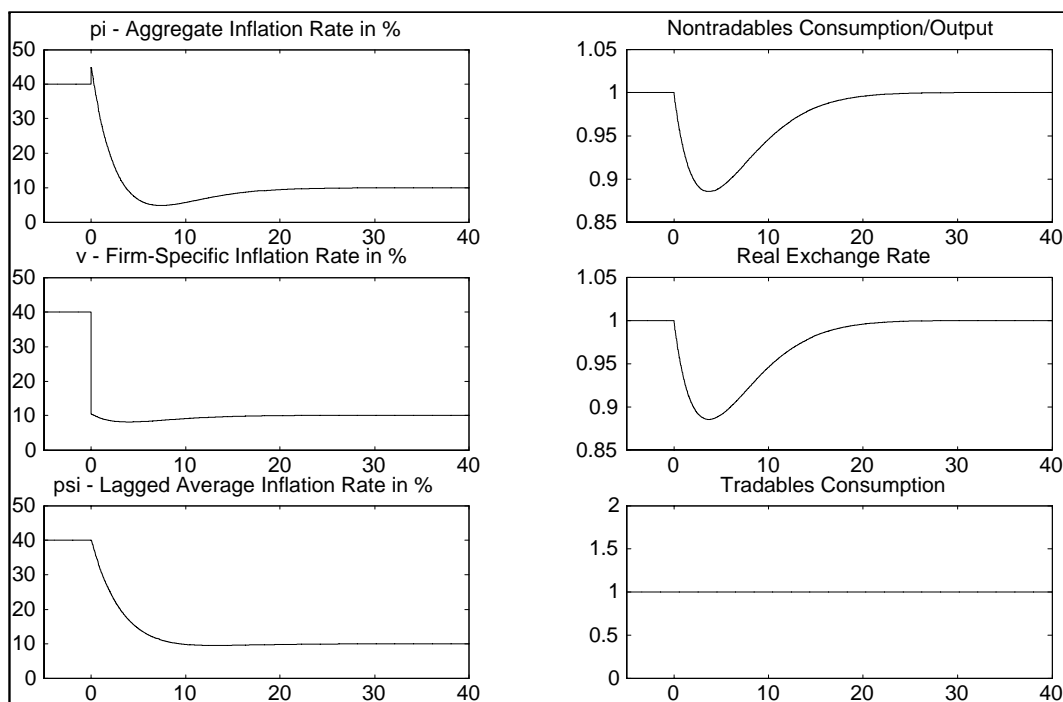 pi - Aggregate Inflation Rate in %
50
40
30
20
10
0
0 10 20 30 40
Nontradables Consumption/Output
1.05
1
0.95
0.9
0.85
0 10 20 30 40
v - Firm-Specific Inflation Rate in %
50
40
30
20
10
0
0 10 20 30 40
Real Exchange Rate
1.05
1
0.95
0.9
0.85
0 10 20 30 40
psi - Lagged Average Inflation Rate in %
50
40
30
20
10
0
0 10 20 30 40
Tradables Consumption
2
1.5
1
0.5
0
0 10 20 30 40